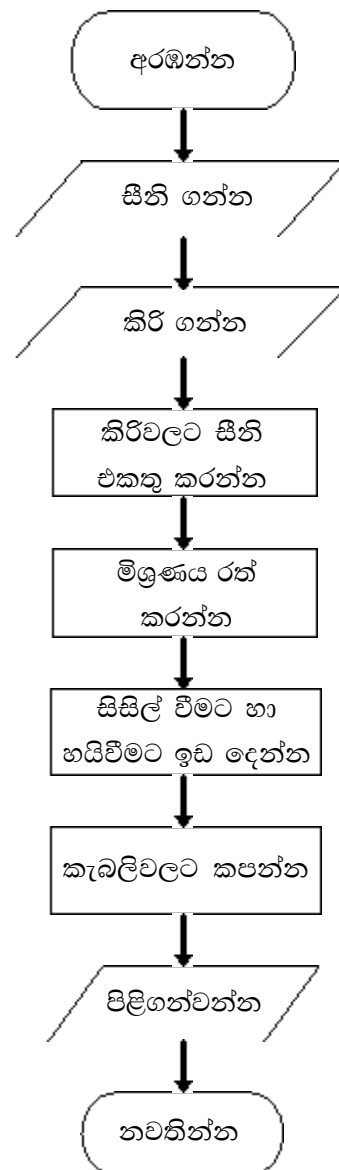 අරඹන්න
සීනි ගන්න
කිරි ගන්න
කිරිවලට සීනි
එකතු කරන්න
මිශ්‍රණය රත්
කරන්න
සිසිල් වීමට හා
හයිවීමට ඉඩ දෙන්න
කැබලිවලට කපන්න
පිළිගන්වන්න
නවතින්න